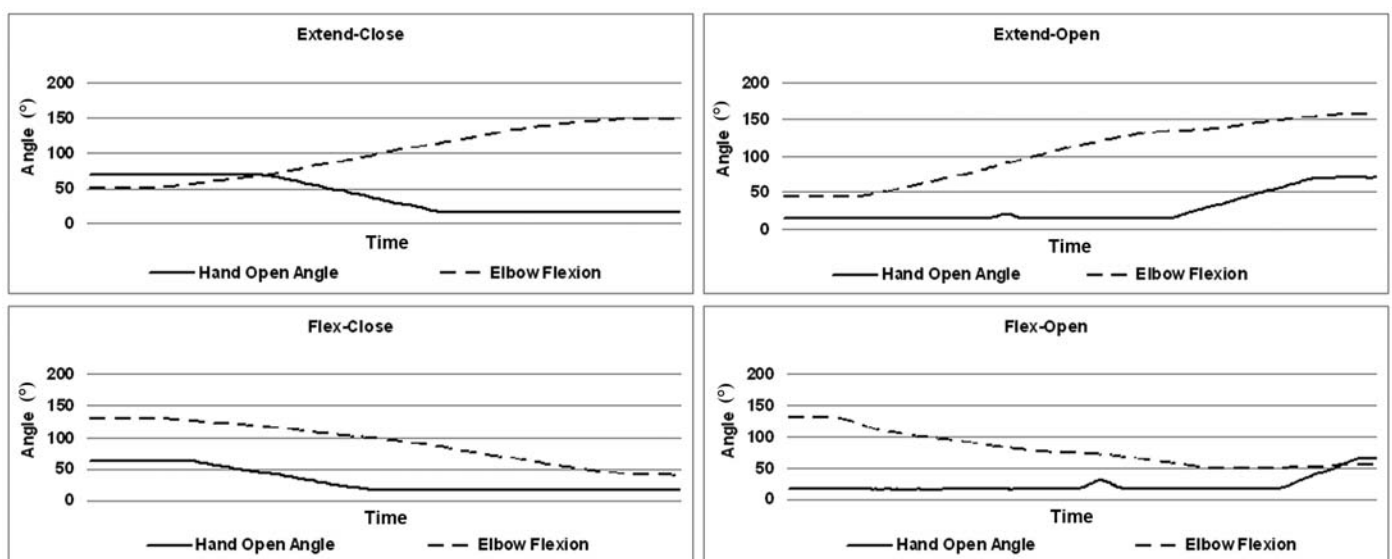 Extend-Close
Angle (°)
200
150
100
50
0
Time
Hand Open Angle
Elbow Flexion
Extend-Open
Angle (°)
200
150
100
50
0
Time
Hand Open Angle
Elbow Flexion
Flex-Close
Angle (°)
200
150
100
50
0
Time
Hand Open Angle
Elbow Flexion
Flex-Open
Angle (°)
200
150
100
50
0
Time
Hand Open Angle
Elbow Flexion